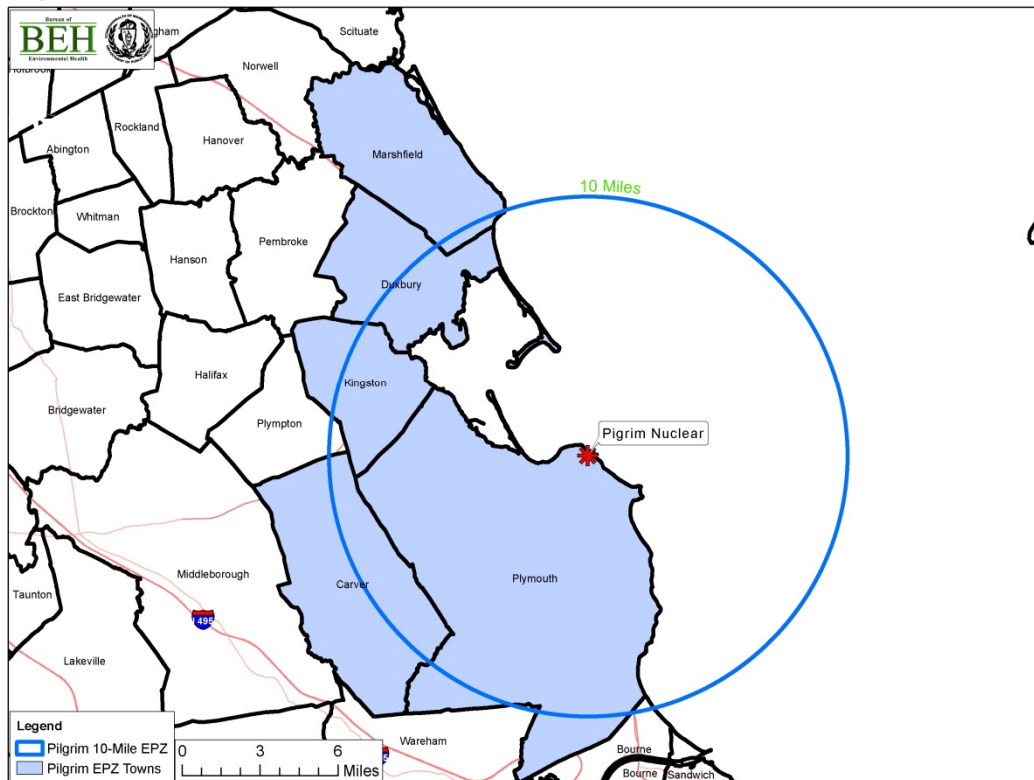 Bureau of
BEH
Environmental Health
gham
Scituate
Norwell
Holbrook
Rockland
Hanover
Abington
Marshfield
10 Miles
Brockton
Whitman
Pembroke
Hanson
East Bridgewater
Duxbury
Halifax
Kingston
Bridgewater
Plympton
Pigrim Nuclear
Middleborough
Carver
Plymouth
Taunton
495
Lakeville
Legend
Pilgrim 10-Mile EPZ
Pilgrim EPZ Towns
0 3 6
Miles
Wareham
Bourne
Bourne
Sandwich